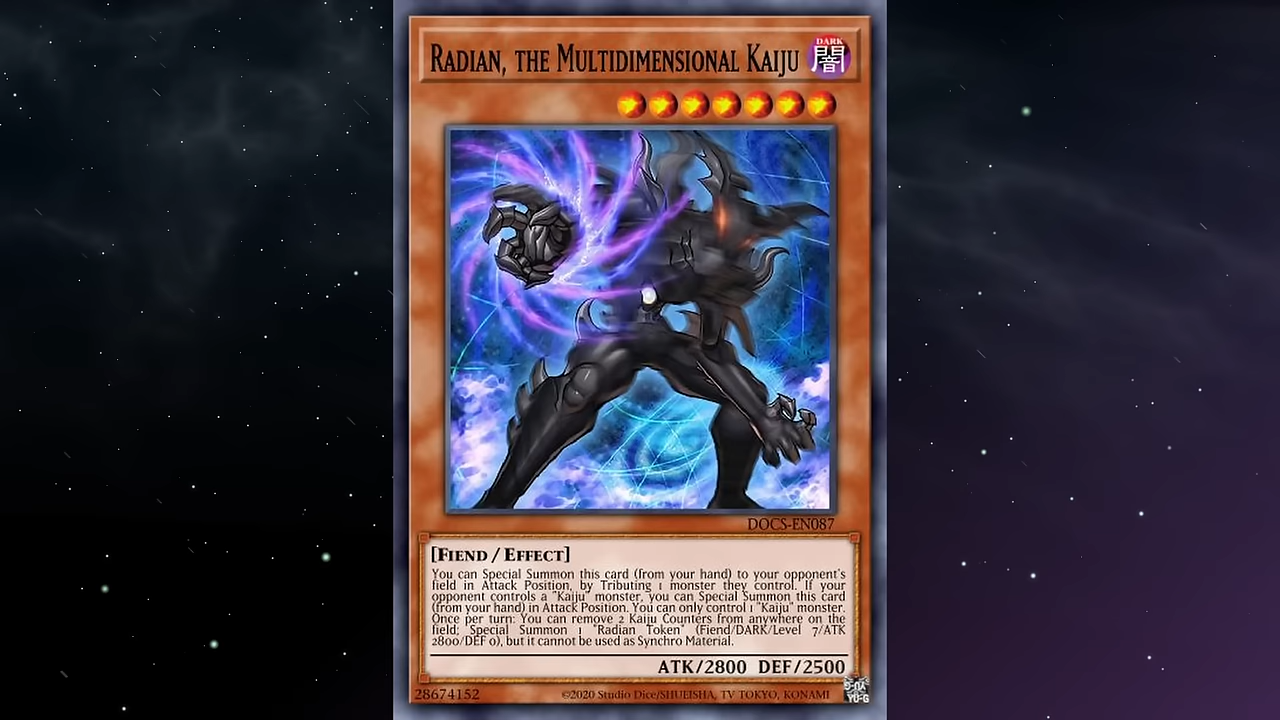 Radian, the Multidimensional Kaiju
DARK
闇
DOCS-EN087
[Fiend / Effect]
You can Special Summon this card (from your hand) to your opponent's
field in Attack Position, by Tributing 1 monster they control. If your
opponent controls a "Kaiju" monster, you can Special Summon this card
(from your hand) in Attack Position. You can only control 1 "Kaiju" monster.
Once per turn: You can remove 2 Kaiju Counters from anywhere on the
field; Special Summon 1 "Radian Token" (Fiend/DARK/Level 7/ATK
2800/DEF 0), but it cannot be used as Synchro Material.
ATK/2800 DEF/2500
28674152
©2020 Studio Dice/SHUEISHA, TV TOKYO, KONAMI